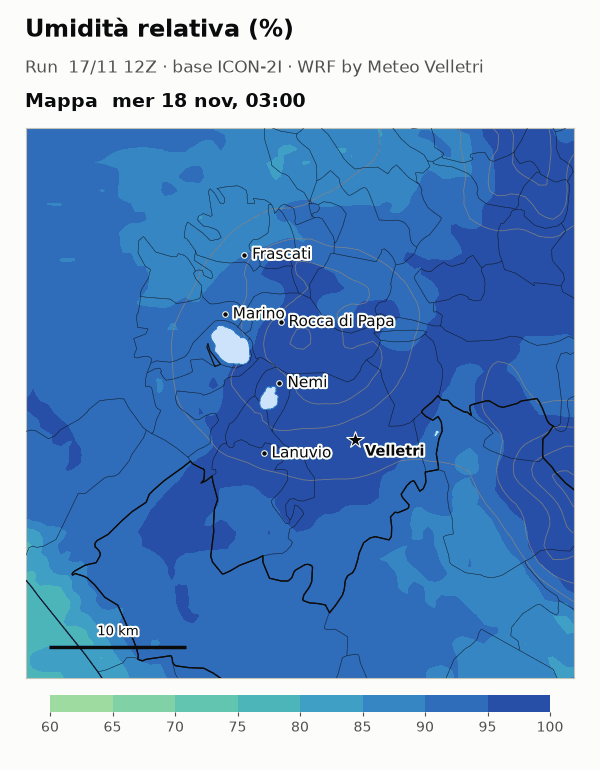 Umidità relativa (%)
Run  17/11 12Z · base ICON-2I · WRF by Meteo Velletri
Mappa  mer 18 nov, 03:00
Frascati
Marino
Rocca di Papa
Nemi
Velletri
Lanuvio
10 km
60 65 70 75 80 85 90 95 100